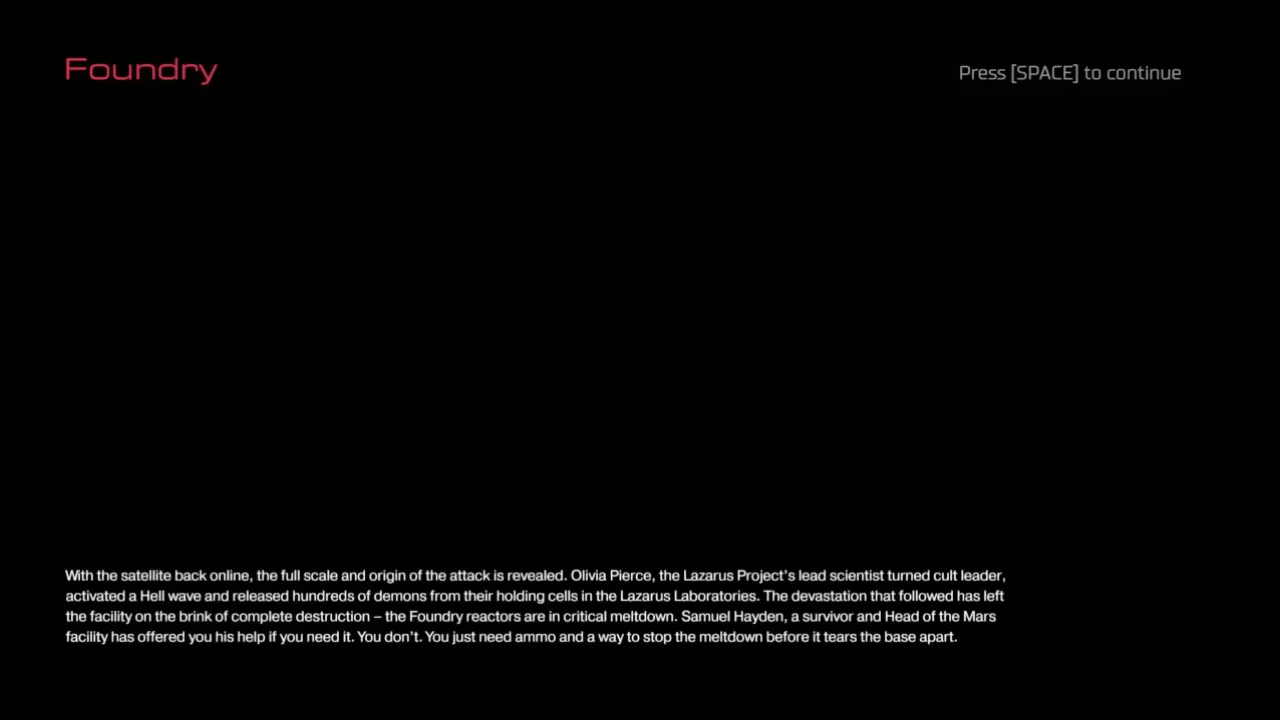 Foundry
Press [SPACE] to continue
With the satellite back online, the full scale and origin of the attack is revealed. Olivia Pierce, the Lazarus Project's lead scientist turned cult leader,
activated a Hell wave and released hundreds of demons from their holding cells in the Lazarus Laboratories. The devastation that followed has left
the facility on the brink of complete destruction – the Foundry reactors are in critical meltdown. Samuel Hayden, a survivor and Head of the Mars
facility has offered you his help if you need it. You don't. You just need ammo and a way to stop the meltdown before it tears the base apart.